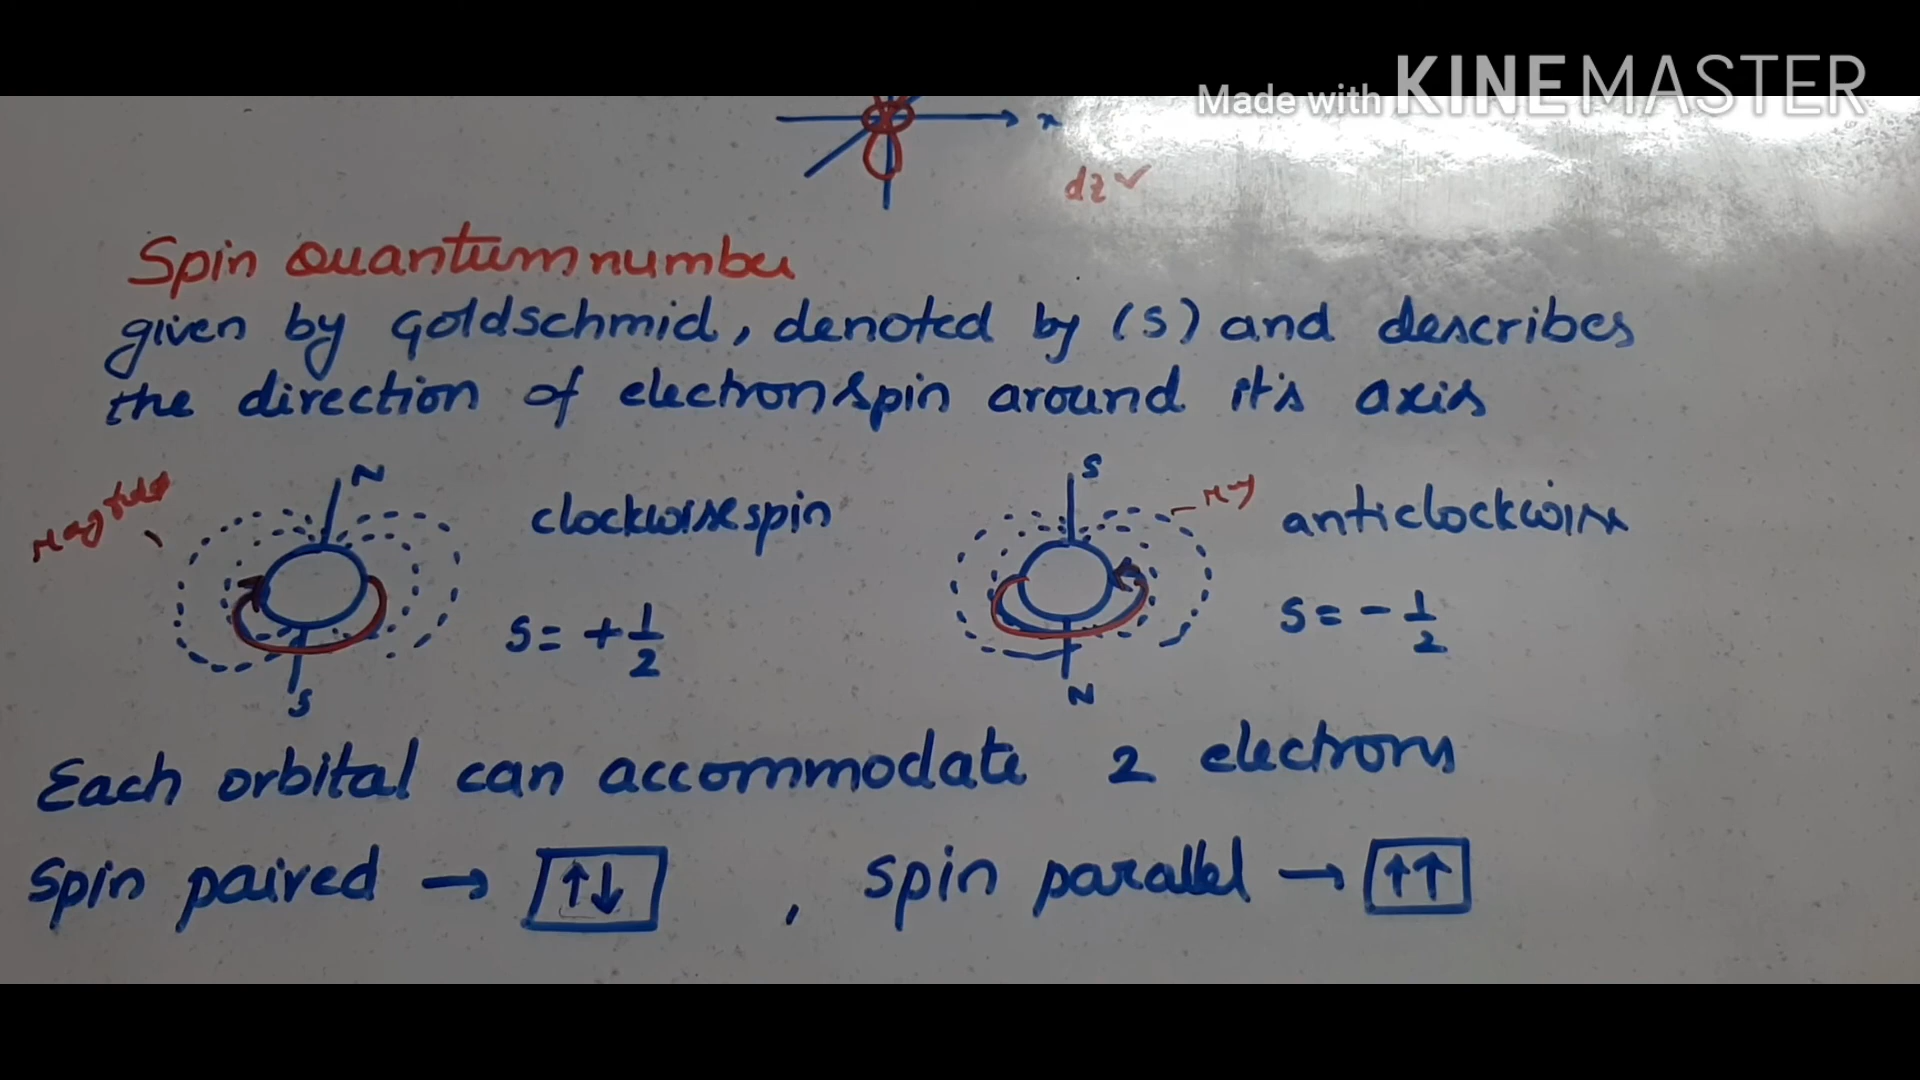 Made with KINEMASTER
x
dz
Spin Quantum number
given by goldschmid, denoted by (s) and describes
the direction of electron spin around it's axis
N
S
Mag field
clockwise spin
anticlockwise
S = + 1/2
S = - 1/2
S
N
Each orbital can accommodate 2 electrons
Spin paired → ↑↓ , Spin parallel → ↑↑